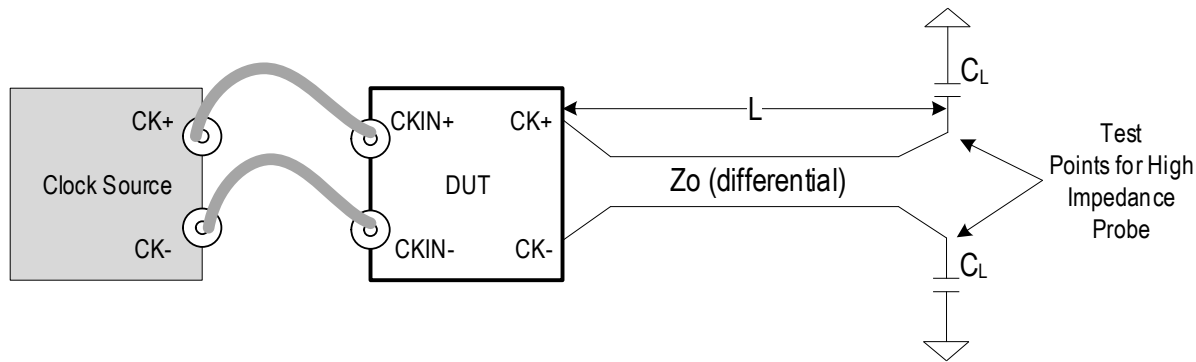 CK+
Clock Source
CK-
CKIN+
DUT
CKIN-
CK+
CK-
L
Zo (differential)
CL
CL
Test
Points for High
Impedance
Probe